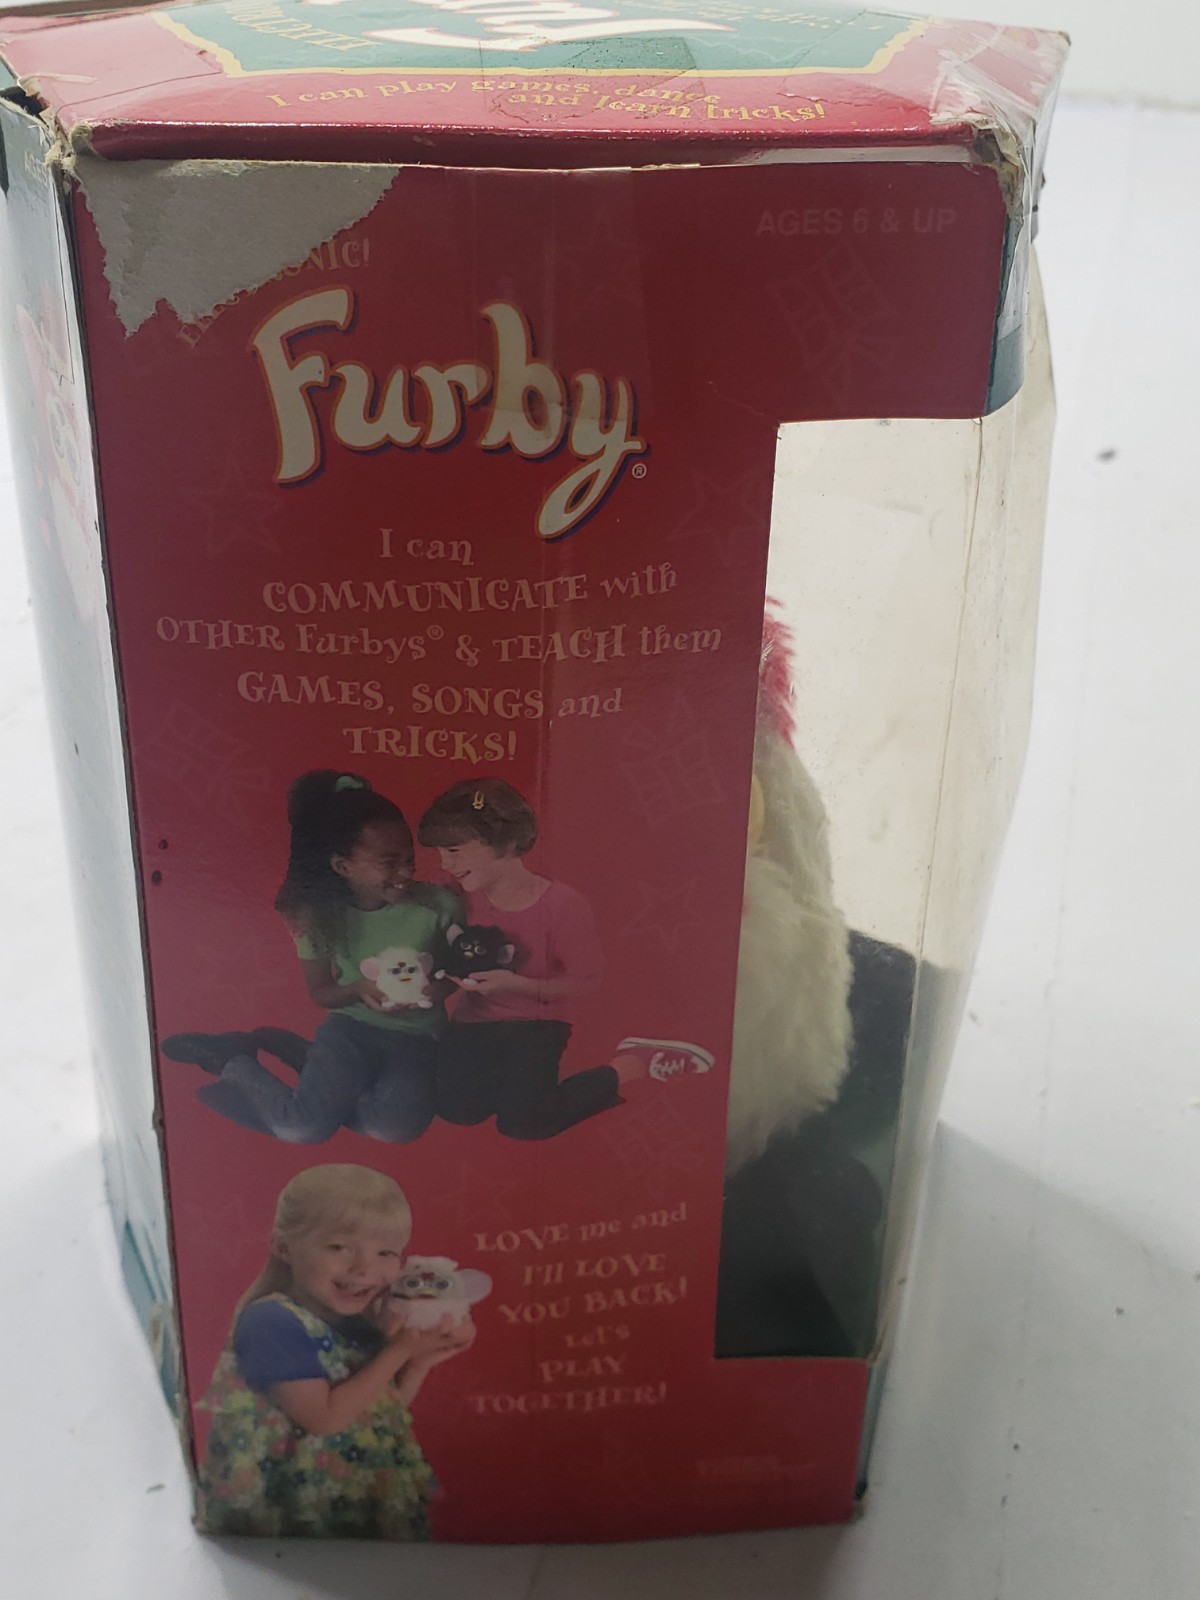 I can play games, dance
and learn tricks!
AGES 6 & UP
Furby®
I can
COMMUNICATE with
OTHER Furbys® & TEACH them
GAMES, SONGS and
TRICKS!
LOVE me and
I'll LOVE
YOU BACK!
Let's
PLAY
TOGETHER!